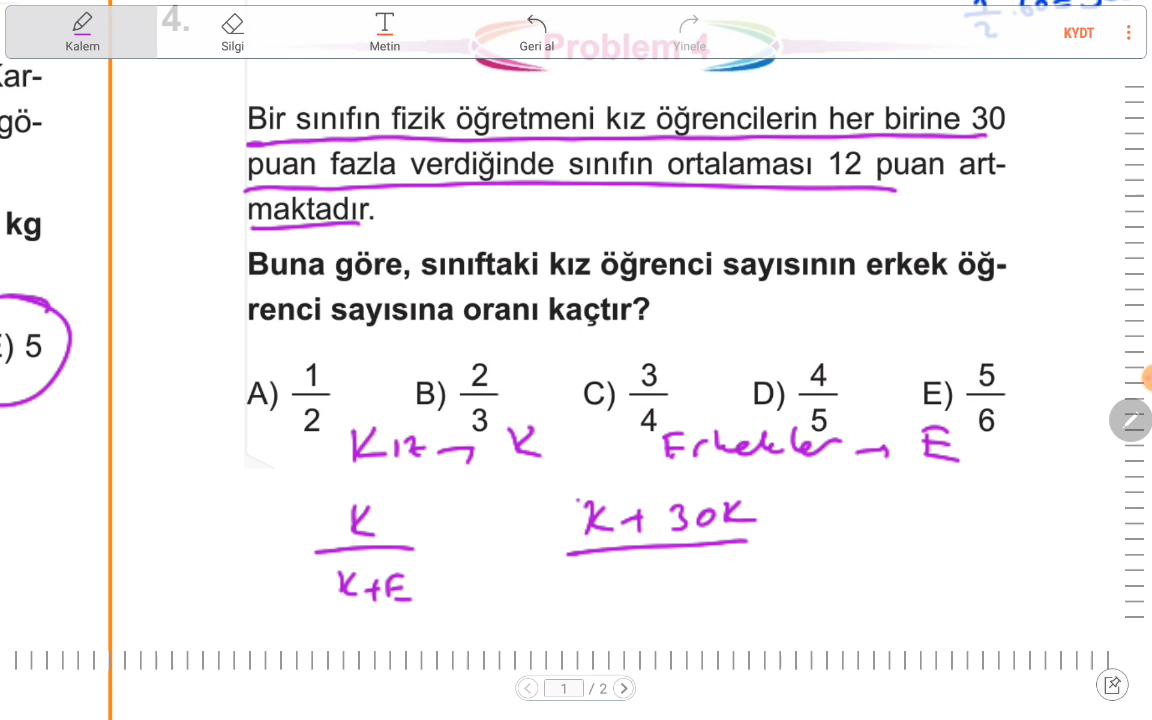 4.
Kalem
Silgi
Metin
Geri al
Problem 4
Yinele
KYDT
ar-
gö-
kg
) 5
Bir sınıfın fizik öğretmeni kız öğrencilerin her birine 30
puan fazla verdiğinde sınıfın ortalaması 12 puan art-
maktadır.
Buna göre, sınıftaki kız öğrenci sayısının erkek öğ-
renci sayısına oranı kaçtır?
A) 1/2 B) 2/3 C) 3/4 D) 4/5 E) 5/6
Kız → K Erkekler → E
K K + 30K
K+E
1 / 2